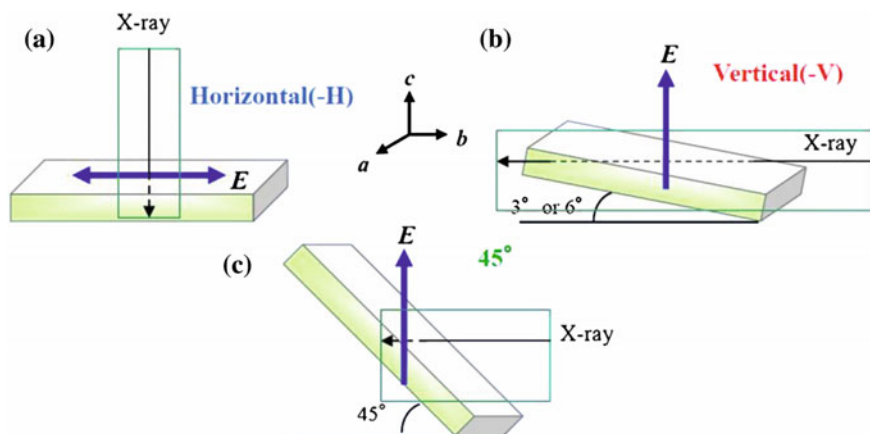 (a)
X-ray
Horizontal(-H)
E
c
b
a
(b)
E
Vertical(-V)
X-ray
3° or 6°
(c)
E
45°
X-ray
45°